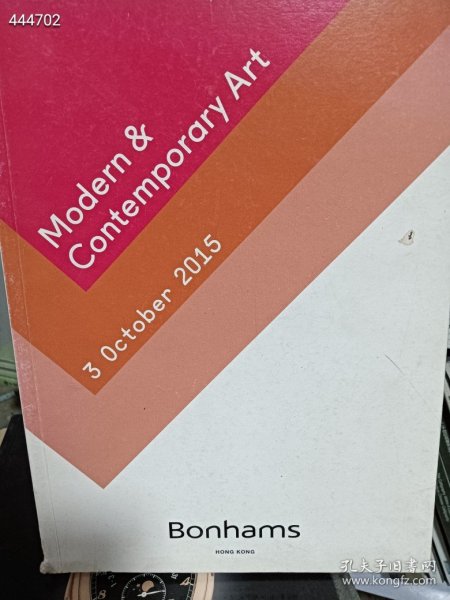 444702
Modern &
Contemporary Art
3 October 2015
Bonhams
HONG KONG
孔夫子旧书网
www.kongfz.com